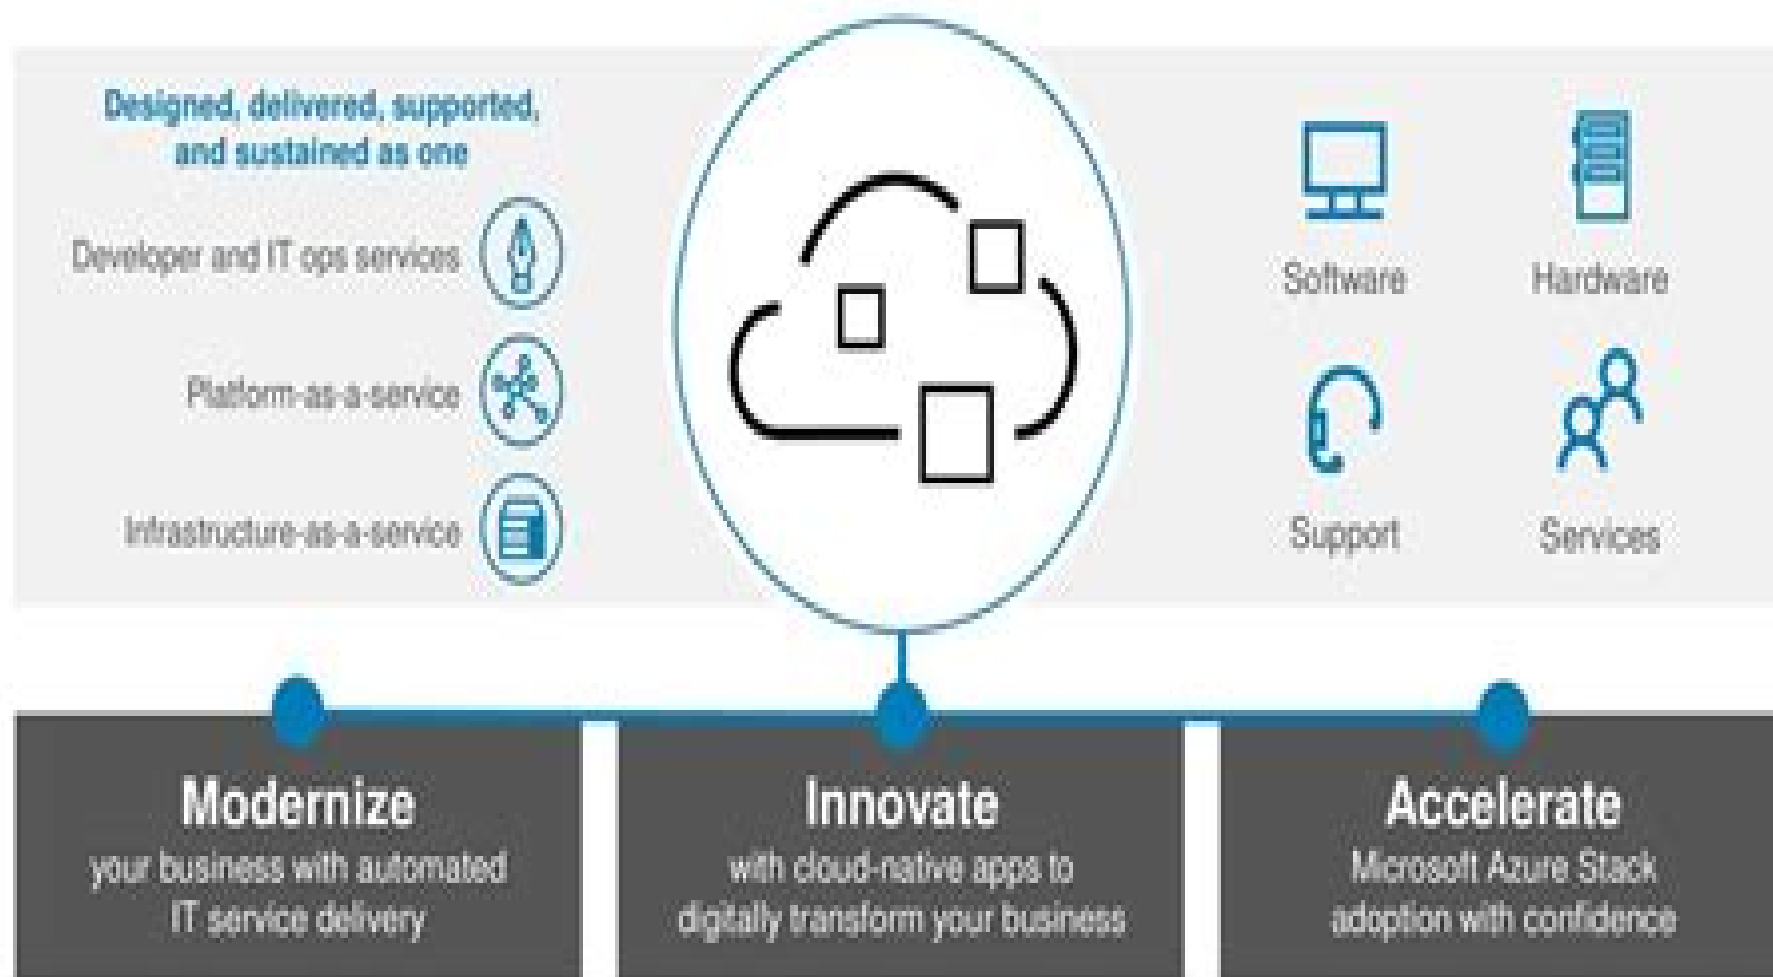 Designed, delivered, supported,
and sustained as one
Developer and IT ops services
Platform-as-a-service
Infrastructure-as-a-service
Software
Hardware
Support
Services
Modernize
your business with automated
IT service delivery
Innovate
with cloud-native apps to
digitally transform your business
Accelerate
Microsoft Azure Stack
adoption with confidence